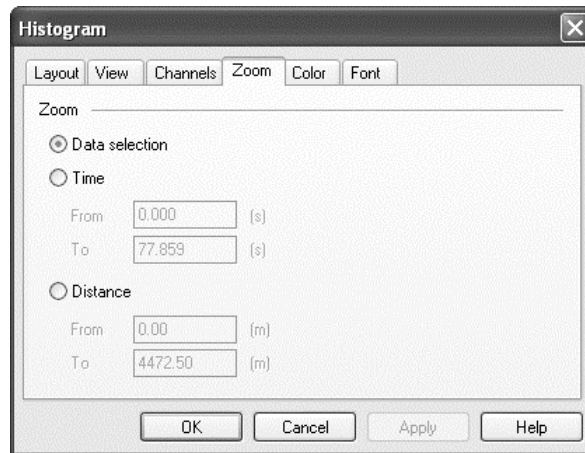 Histogram
Layout View Channels Zoom Color Font
Zoom
Data selection
Time
From 0.000 (s)
To 77.859 (s)
Distance
From 0.00 (m)
To 4472.50 (m)
OK Cancel Apply Help